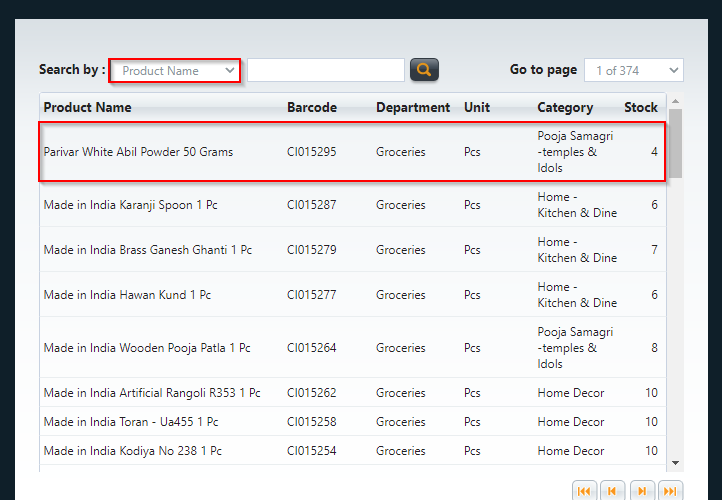 Search by : Product Name Go to page 1 of 374
Product Name Barcode Department Unit Category Stock
Parivar White Abil Powder 50 Grams CI015295 Groceries Pcs Pooja Samagri
-temples &
Idols 4
Made in India Karanji Spoon 1 Pc CI015287 Groceries Pcs Home -
Kitchen & Dine 6
Made in India Brass Ganesh Ghanti 1 Pc CI015279 Groceries Pcs Home -
Kitchen & Dine 7
Made in India Hawan Kund 1 Pc CI015277 Groceries Pcs Home -
Kitchen & Dine 6
Made in India Wooden Pooja Patla 1 Pc CI015264 Groceries Pcs Pooja Samagri
-temples &
Idols 8
Made in India Artificial Rangoli R353 1 Pc CI015262 Groceries Pcs Home Decor 10
Made in India Toran - Ua455 1 Pc CI015258 Groceries Pcs Home Decor 10
Made in India Kodiya No 238 1 Pc CI015254 Groceries Pcs Home Decor 10